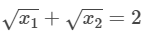 √x₁ + √x₂ = 2